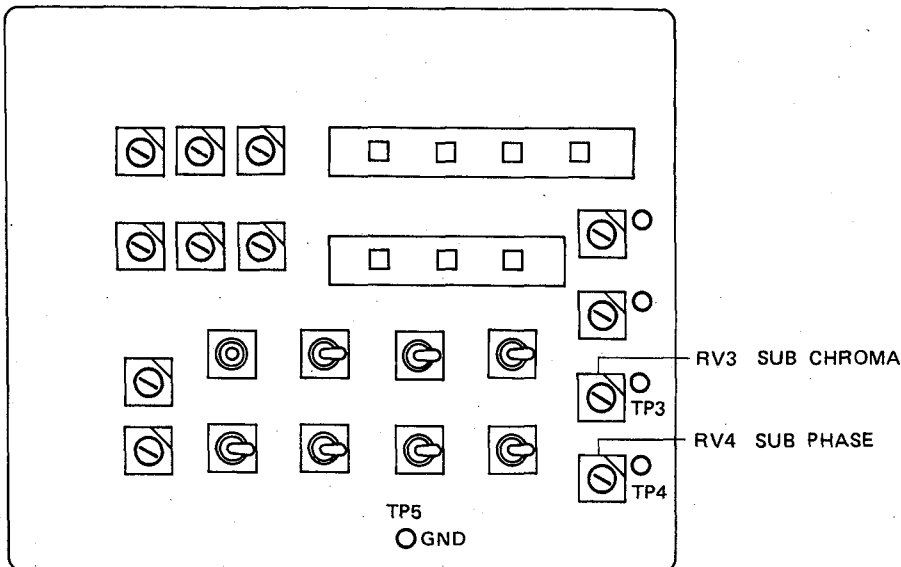 RV3 SUB CHROMA
TP3
RV4 SUB PHASE
TP4
TP5
GND